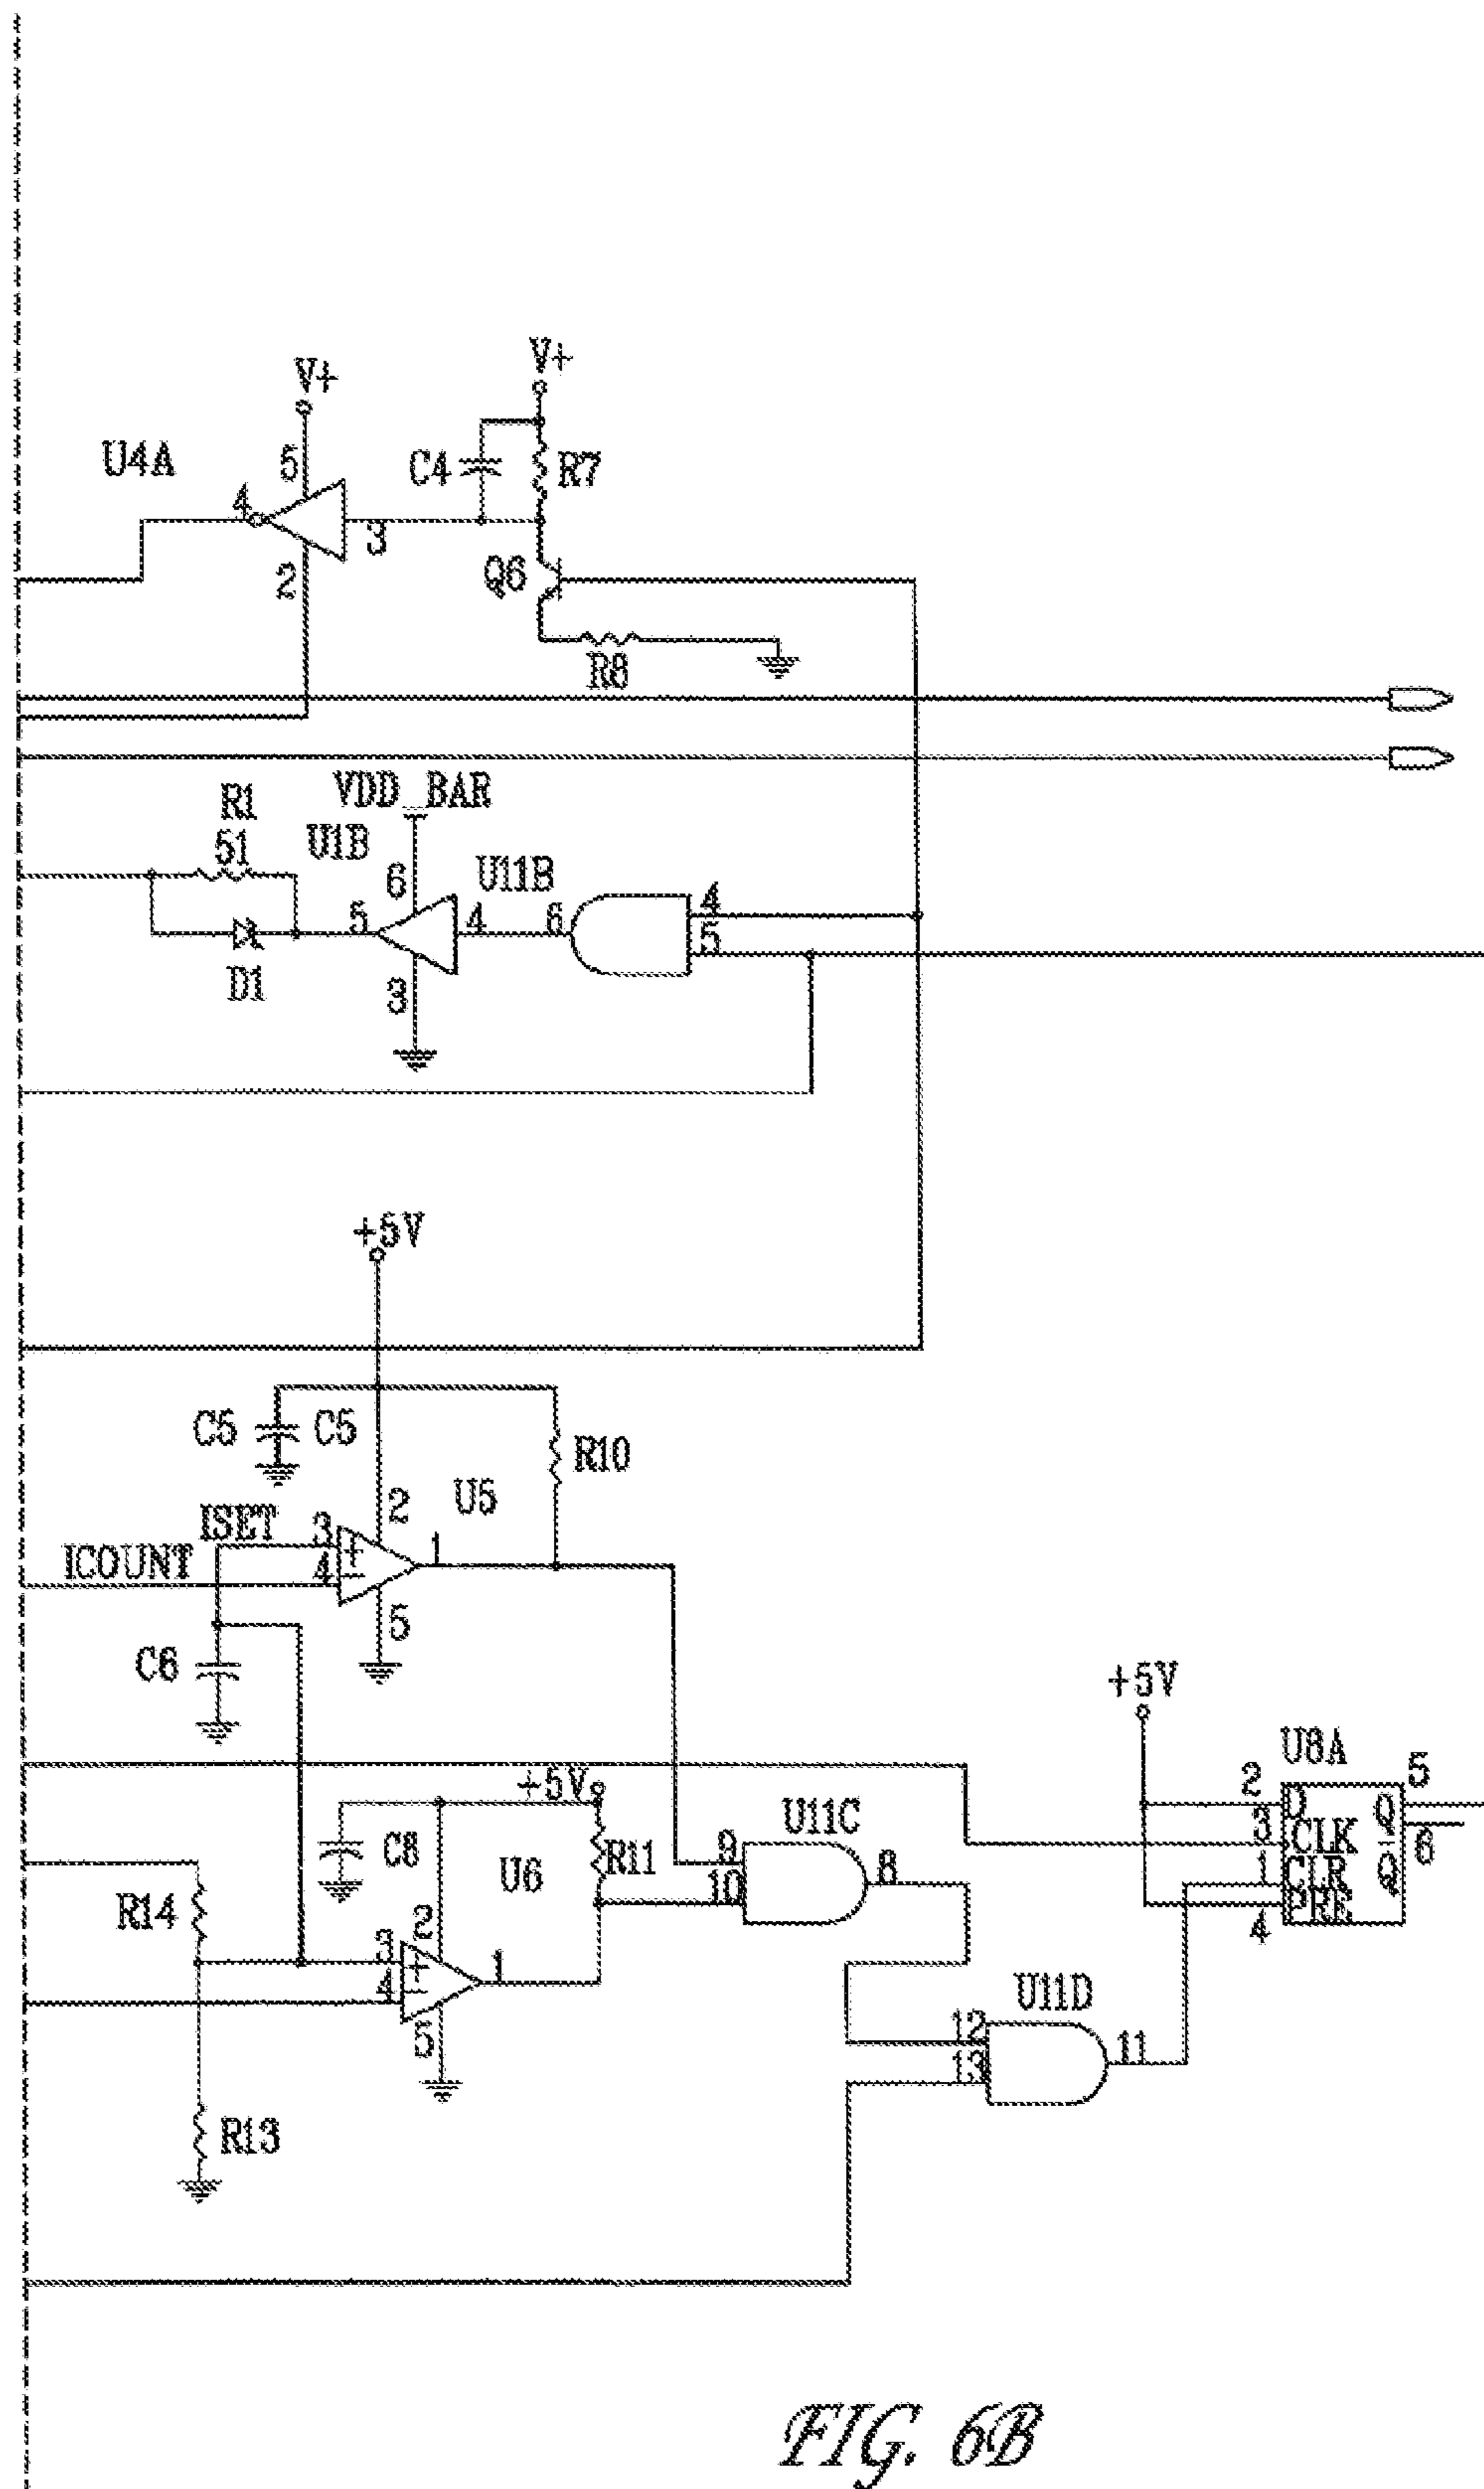 V+
V+
U4A
5
C4
R7
4
3
2
Q6
R8
VDD_BAR
R1
51
U1B
6
U11B
5
4
6
4
5
D1
3
+5V
C5
C5
R10
U5
2
ISET
3
1
ICOUNT
4
+
−
5
C6
+5V
U8A
+5V
2
D
Q
5
3
CLK
6
1
CLR
Q
PRE
4
U11C
9
8
10
C8
R11
U6
R14
2
3
1
4
+
−
5
U11D
12
11
13
R13
FIG. 6B